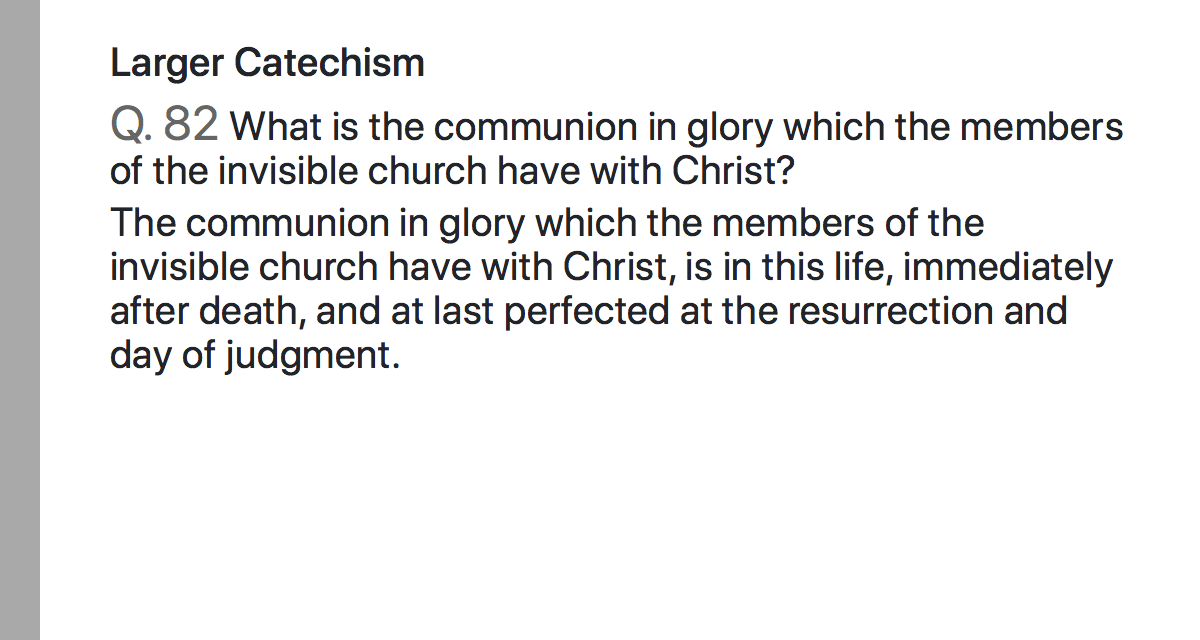 Larger Catechism
Q. 82 What is the communion in glory which the members
of the invisible church have with Christ?
The communion in glory which the members of the
invisible church have with Christ, is in this life, immediately
after death, and at last perfected at the resurrection and
day of judgment.